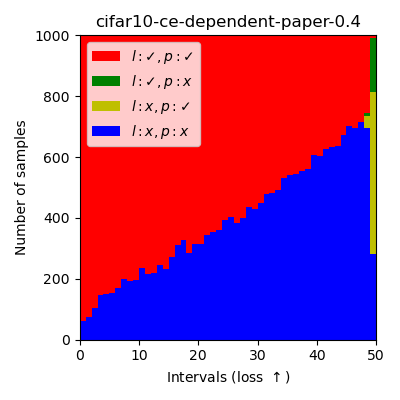 cifar10-ce-dependent-paper-0.4
1000
800
600
400
200
0
Number of samples
l:✓,p:✓
l:✓,p:x
l:x,p:✓
l:x,p:x
0 10 20 30 40 50
Intervals (loss ↑)